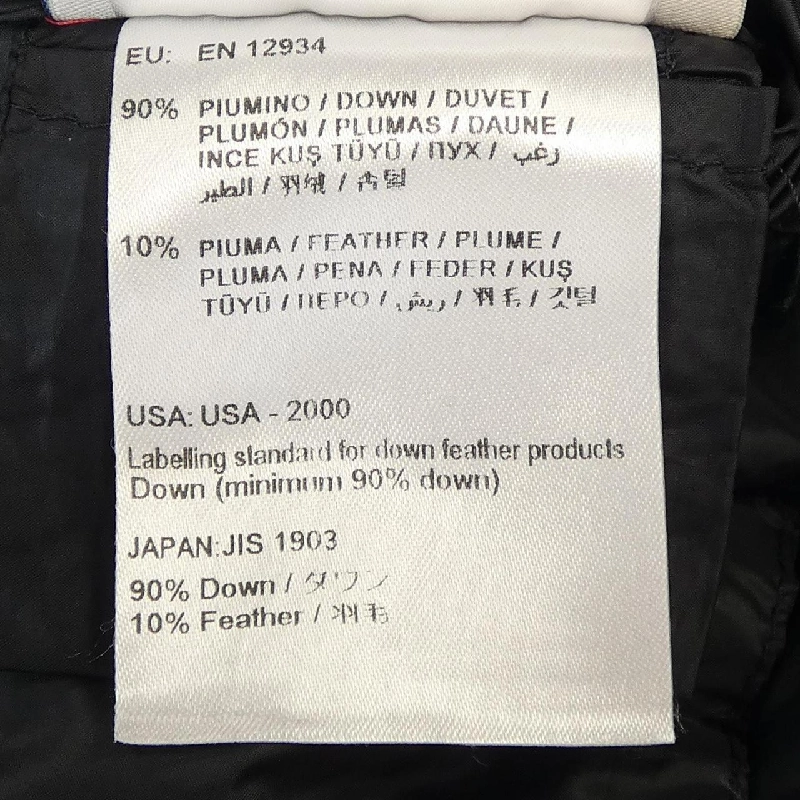 EU: EN 12934
90% PIUMINO / DOWN / DUVET /
PLUMÓN / PLUMAS / DAUNE /
INCE KUŞ TÜYÜ / ПУХ / زغب
الطير / 羽绒 / 솜털
10% PIUMA / FEATHER / PLUME /
PLUMA / PENA / FEDER / KUŞ
TÜYÜ / ПЕРО / ريش / 羽毛 / 깃털
USA: USA - 2000
Labelling standard for down feather products
Down (minimum 90% down)
JAPAN:JIS 1903
90% Down / ダウン
10% Feather / 羽毛